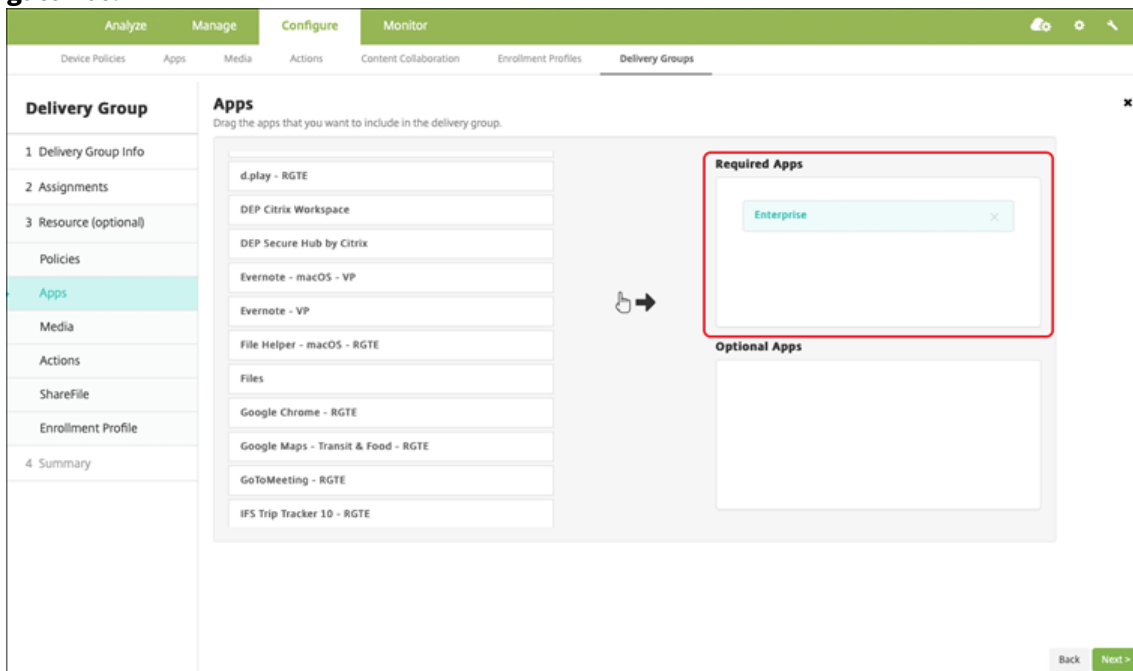 Analyze Manage Configure Monitor
Device Policies Apps Media Actions Content Collaboration Enrollment Profiles Delivery Groups
Delivery Group
1 Delivery Group Info
2 Assignments
3 Resource (optional)
Policies
Apps
Media
Actions
ShareFile
Enrollment Profile
4 Summary
Apps
Drag the apps that you want to include in the delivery group.
d.play - RGTE
DEP Citrix Workspace
DEP Secure Hub by Citrix
Evernote - macOS - VP
Evernote - VP
File Helper - macOS - RGTE
Files
Google Chrome - RGTE
Google Maps - Transit & Food - RGTE
GoToMeeting - RGTE
IFS Trip Tracker 10 - RGTE
Required Apps
Enterprise
Optional Apps
Back Next >